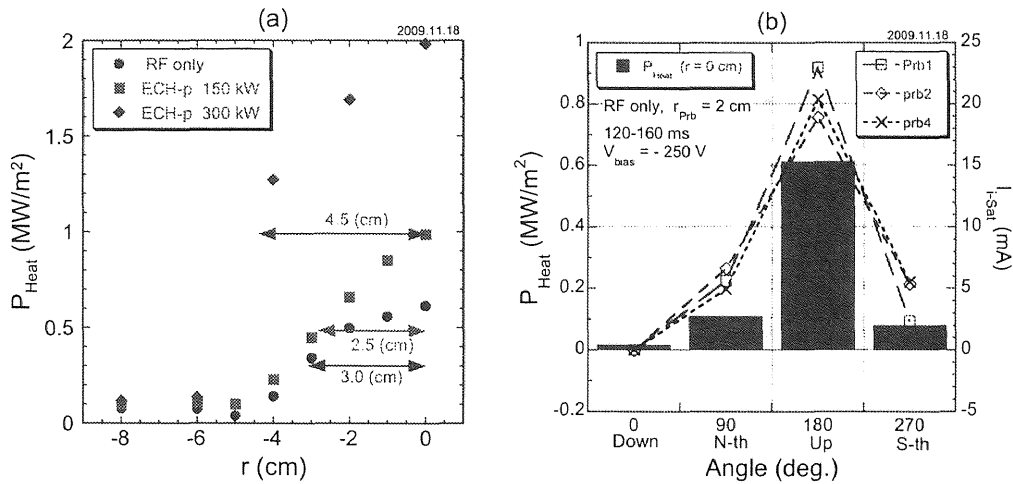 (a)
2009.11.18
2
1.5
1
0.5
0
P_Heat (MW/m²)
RF only
ECH-p 150 kW
ECH-p 300 kW
4.5 (cm)
2.5 (cm)
3.0 (cm)
-8 -6 -4 -2 0
r (cm)
(b)
2009.11.18
1
0.8
0.6
0.4
0.2
0
-0.2
P_Heat (MW/m²)
P_Heat (r = 0 cm)
RF only, r_Prb = 2 cm
120-160 ms
V_bias = - 250 V
Prb1
prb2
prb4
25
20
15
10
5
0
-5
I_i-Sat (mA)
0 90 180 270
Down N-th Up S-th
Angle (deg.)